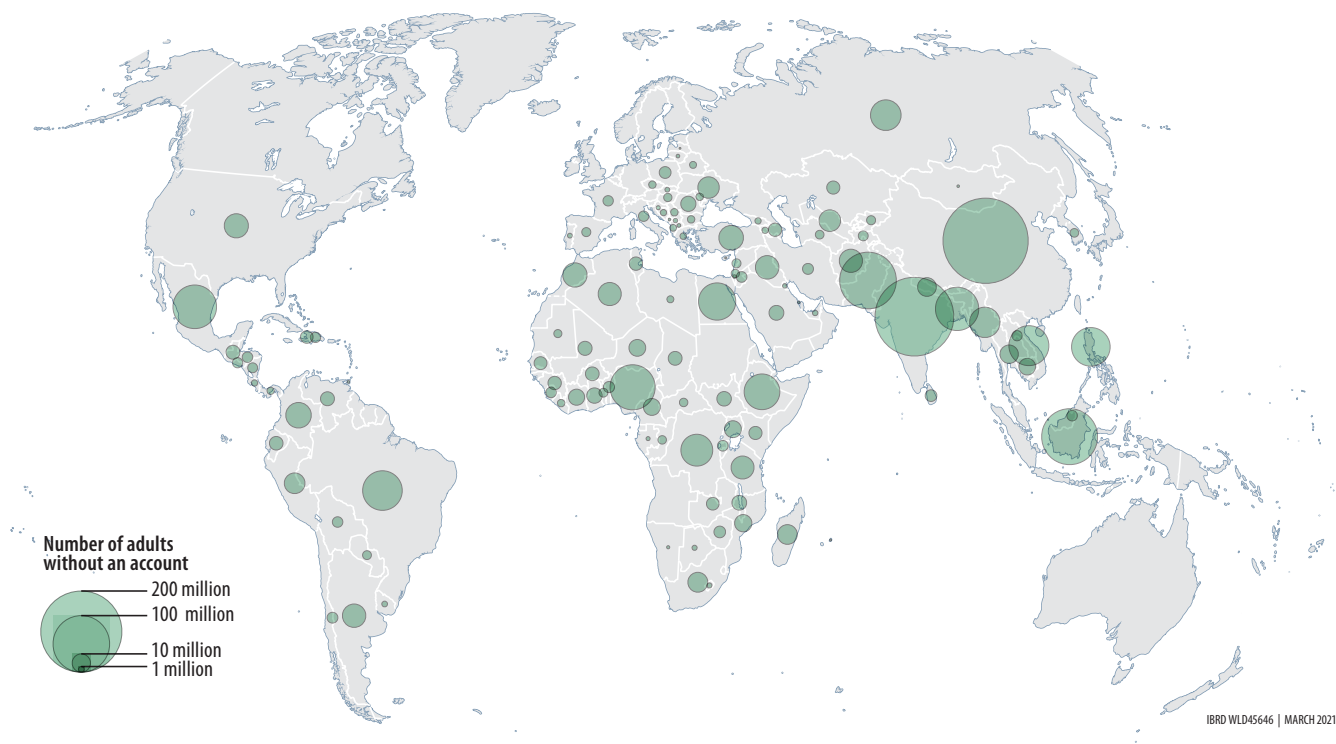 Number of adults
without an account
200 million
100 million
10 million
1 million
IBRD WLD45646 | MARCH 2021